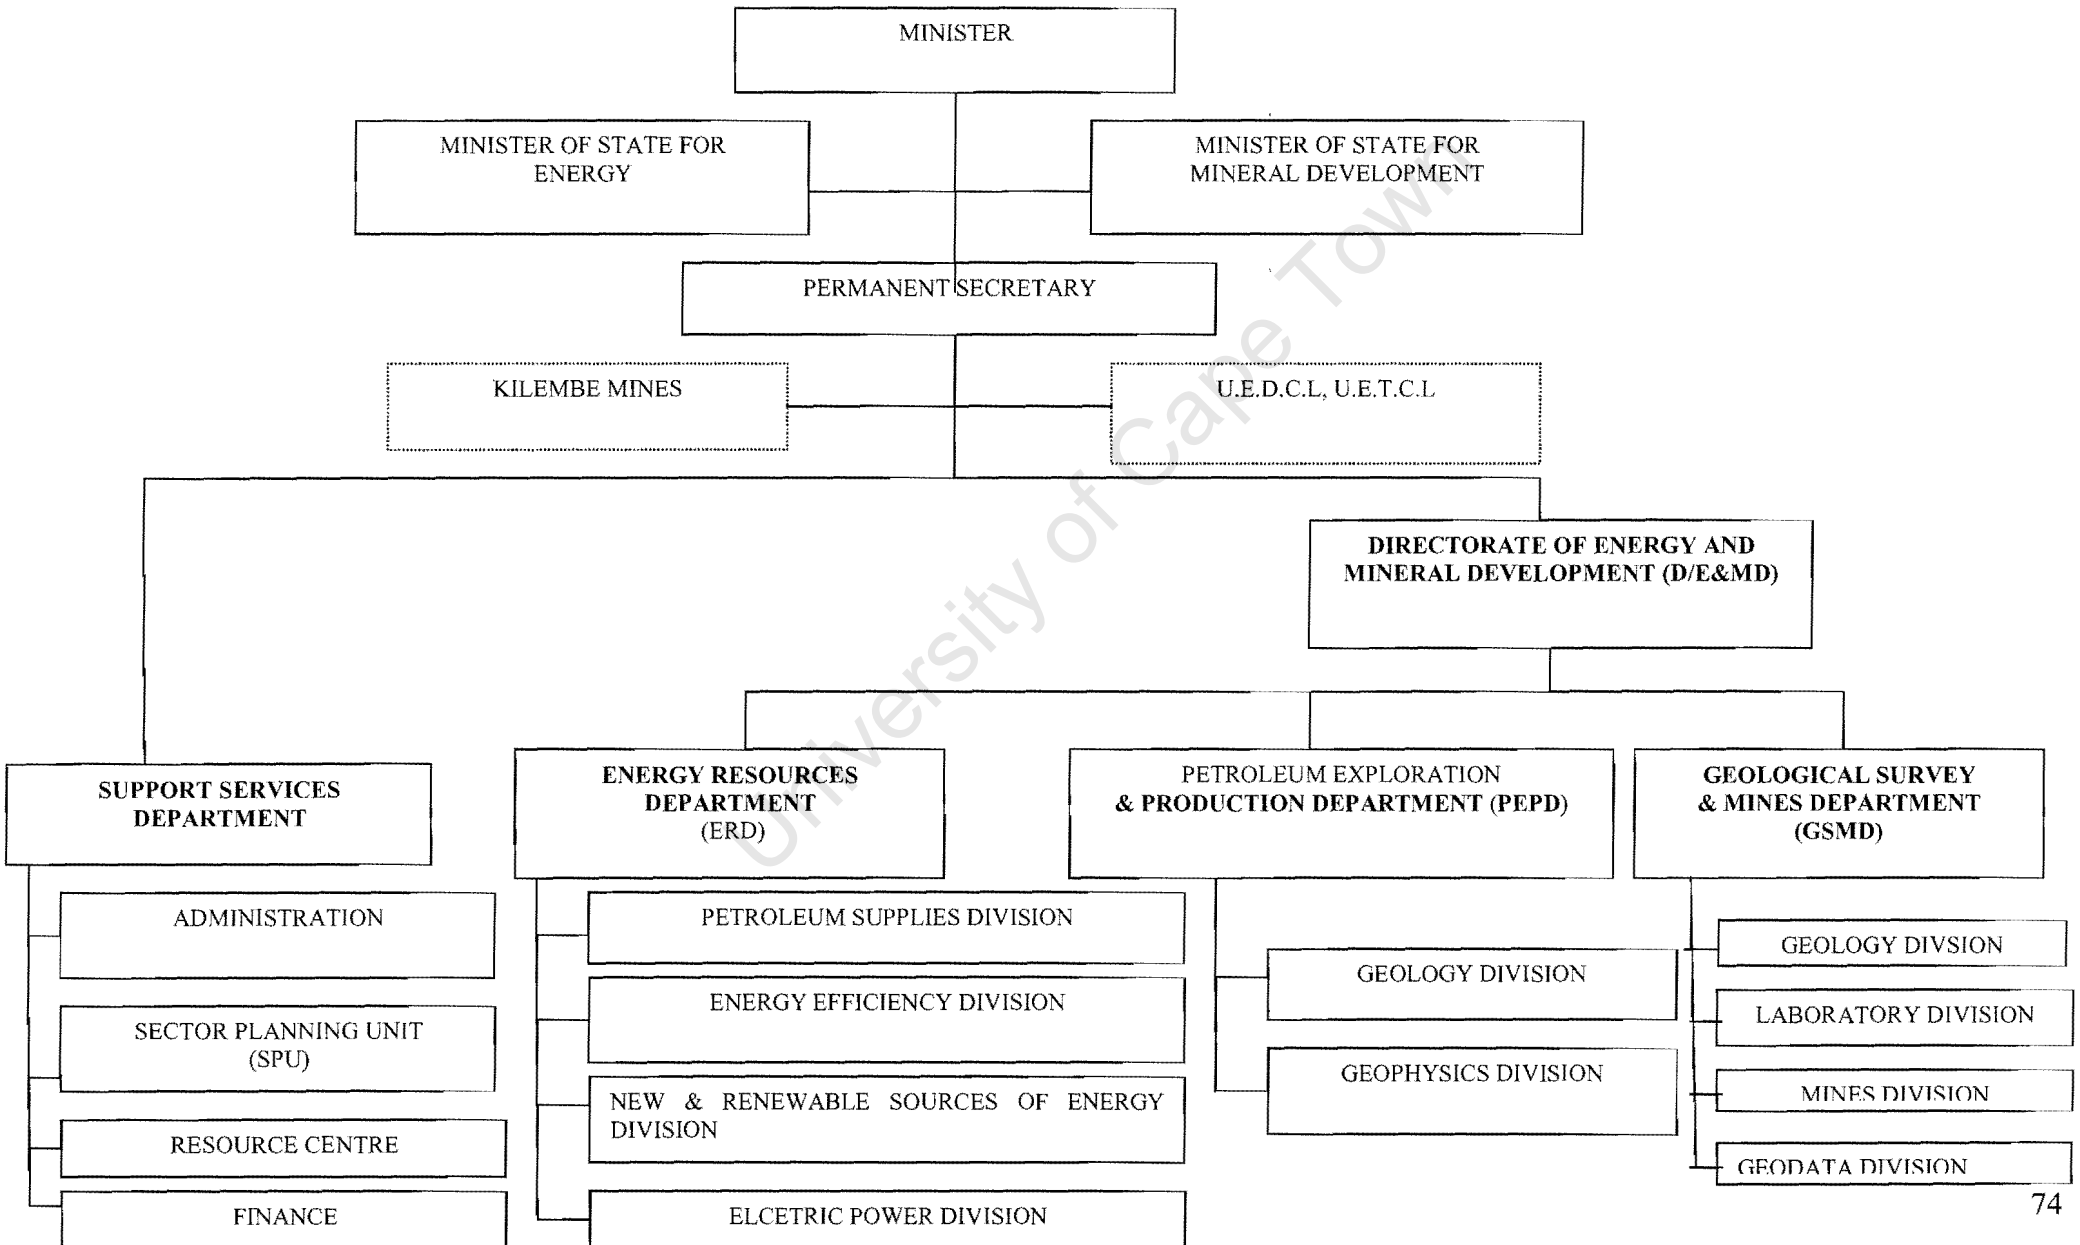 MINISTER
MINISTER OF STATE FOR
ENERGY
MINISTER OF STATE FOR
MINERAL DEVELOPMENT
PERMANENT SECRETARY
KILEMBE MINES
U.E.D.C.L, U.E.T.C.L
DIRECTORATE OF ENERGY AND
MINERAL DEVELOPMENT (D/E&MD)
SUPPORT SERVICES
DEPARTMENT
ENERGY RESOURCES
DEPARTMENT
(ERD)
PETROLEUM EXPLORATION
& PRODUCTION DEPARTMENT (PEPD)
GEOLOGICAL SURVEY
& MINES DEPARTMENT
(GSMD)
ADMINISTRATION
SECTOR PLANNING UNIT
(SPU)
RESOURCE CENTRE
FINANCE
PETROLEUM SUPPLIES DIVISION
ENERGY EFFICIENCY DIVISION
NEW & RENEWABLE SOURCES OF ENERGY
DIVISION
ELCETRIC POWER DIVISION
GEOLOGY DIVISION
GEOPHYSICS DIVISION
GEOLOGY DIVSION
LABORATORY DIVISION
MINES DIVISION
GEODATA DIVISION
74
University of Cape Town